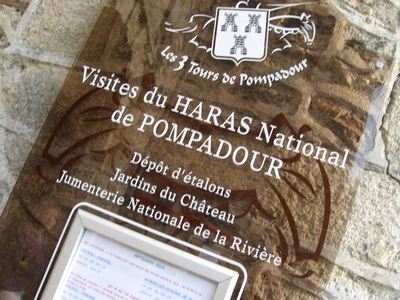 Les 3 Tours de Pompadour
Visites du HARAS National
de POMPADOUR
Dépôt d'étalons
Jardins du Château
Jumenterie Nationale de la Rivière